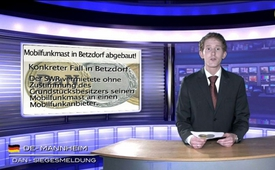 Mobilfunkmast in Betzdorf abgebaut!
Konkreter Fall in Betzdorf
Der SWR vermietete ohne
Zustimmung des
Grundstücksbesitzers seinen
Mobilfunkmast an einen
Mobilfunkanbieter.
DE- MANNHEIM
DAN - SIEGESMELDUNG